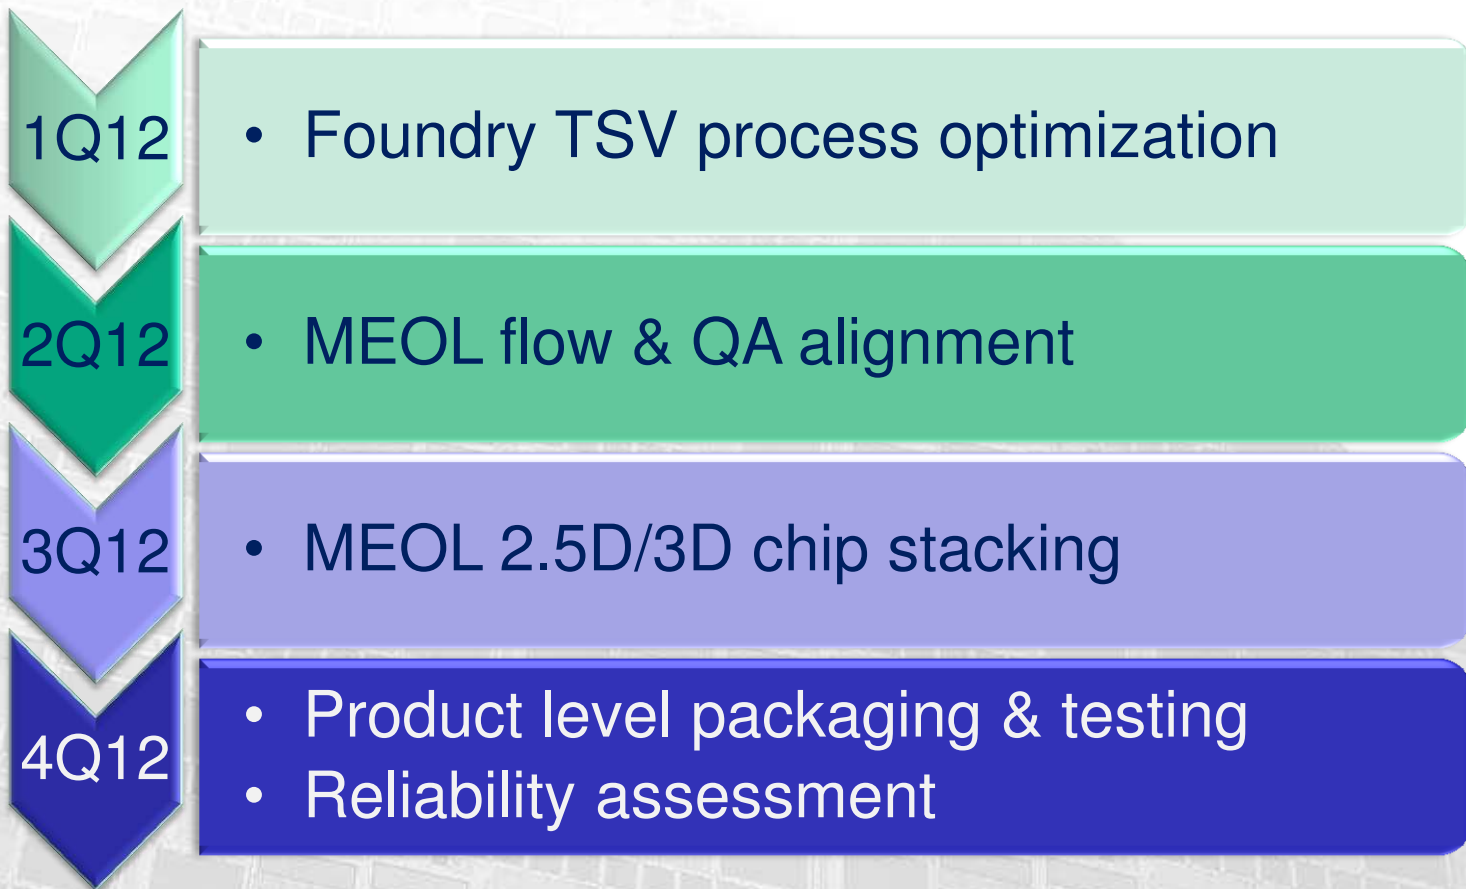 1Q12
• Foundry TSV process optimization
2Q12
• MEOL flow & QA alignment
3Q12
• MEOL 2.5D/3D chip stacking
4Q12
• Product level packaging & testing
• Reliability assessment